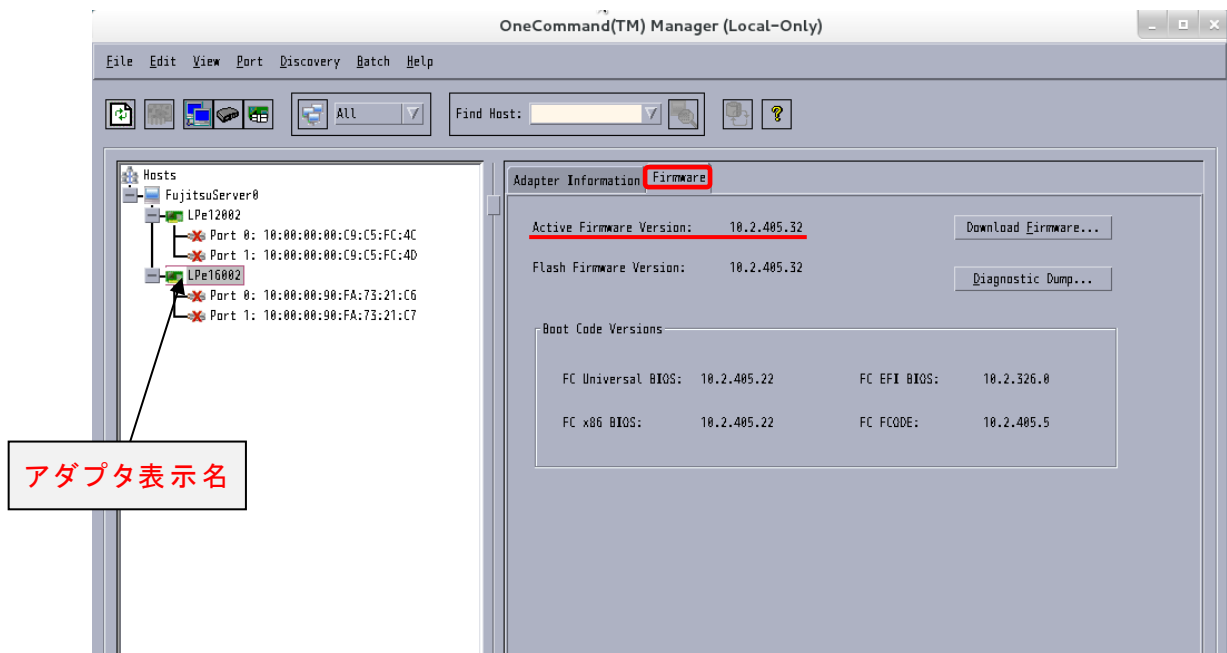 OneCommand(TM) Manager (Local-Only)
File Edit View Port Discovery Batch Help
All
Find Host:
Hosts
FujitsuServer0
LPe12002
Port 0: 10:00:00:00:C9:C5:FC:4C
Port 1: 10:00:00:00:C9:C5:FC:4D
LPe16002
Port 0: 10:00:00:90:FA:73:21:C6
Port 1: 10:00:00:90:FA:73:21:C7
アダプタ表示名
Adapter Information Firmware
Active Firmware Version: 10.2.405.32 Download Firmware...
Flash Firmware Version: 10.2.405.32
Diagnostic Dump...
Boot Code Versions
FC Universal BIOS: 10.2.405.22 FC EFI BIOS: 10.2.326.0
FC x86 BIOS: 10.2.405.22 FC FCODE: 10.2.405.5